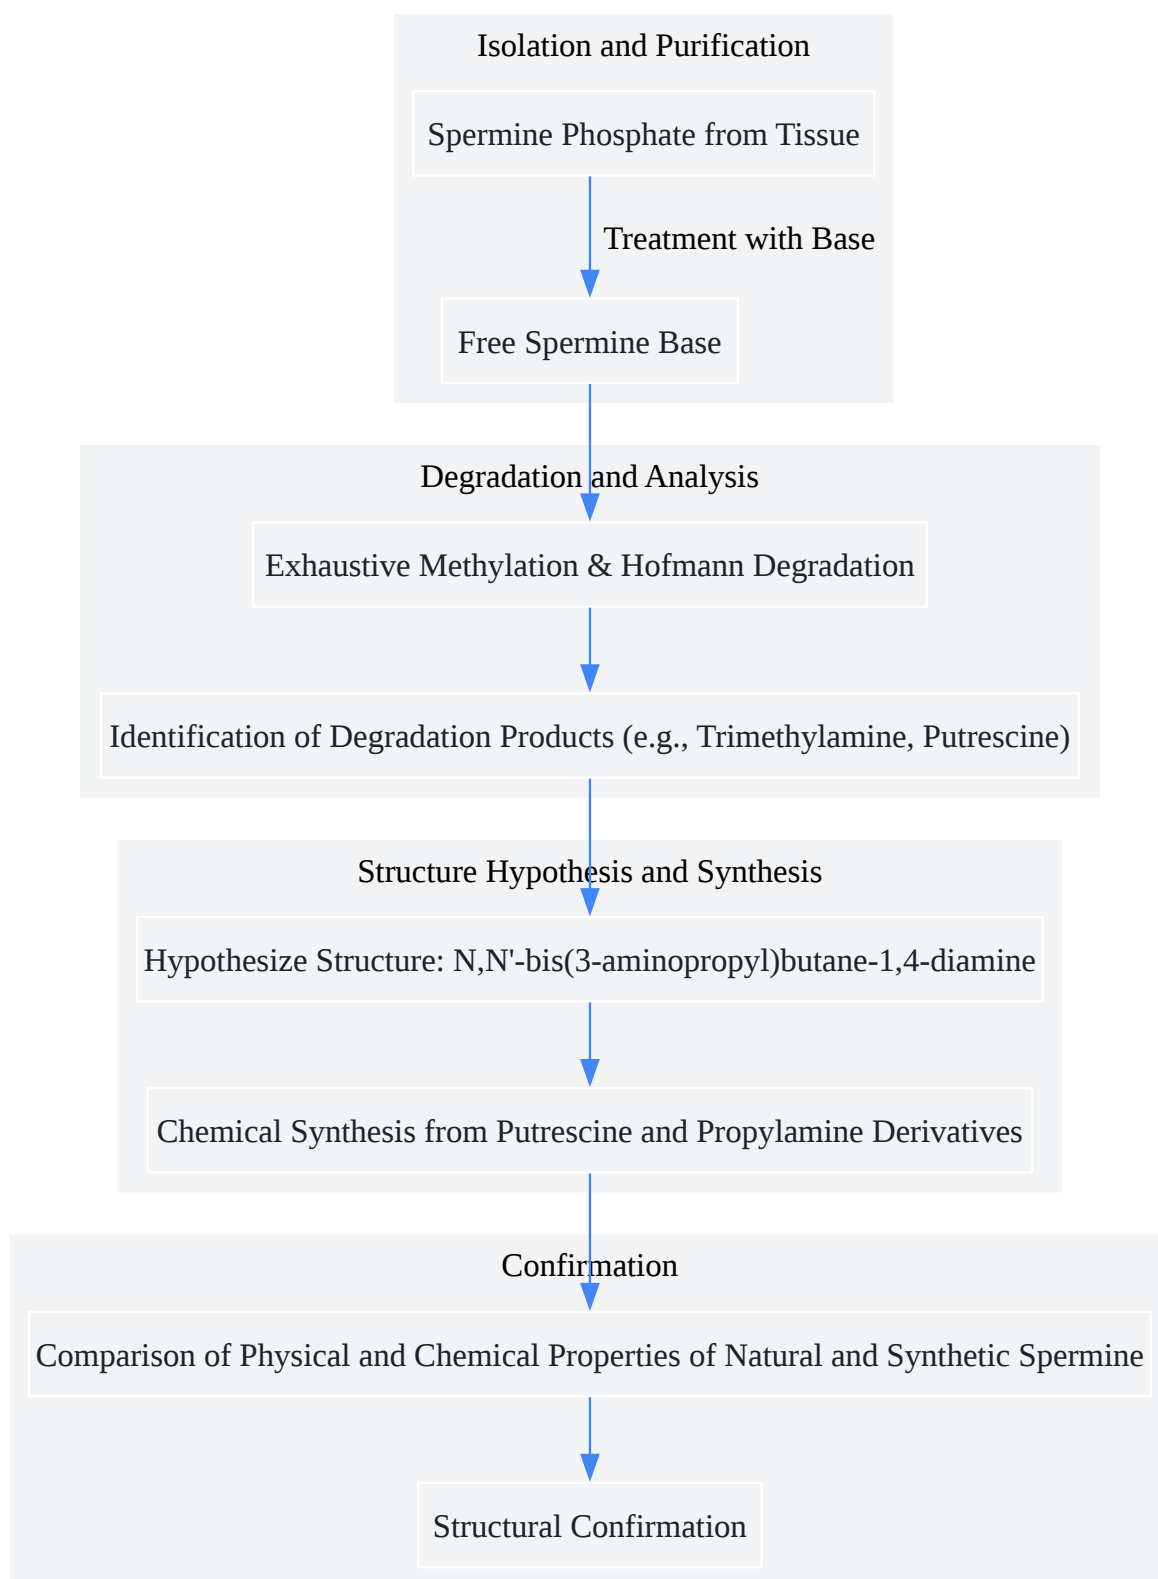 Isolation and Purification
Spermine Phosphate from Tissue
Treatment with Base
Free Spermine Base
Degradation and Analysis
Exhaustive Methylation & Hofmann Degradation
Identification of Degradation Products (e.g., Trimethylamine, Putrescine)
Structure Hypothesis and Synthesis
Hypothesize Structure: N,N'-bis(3-aminopropyl)butane-1,4-diamine
Chemical Synthesis from Putrescine and Propylamine Derivatives
Confirmation
Comparison of Physical and Chemical Properties of Natural and Synthetic Spermine
Structural Confirmation